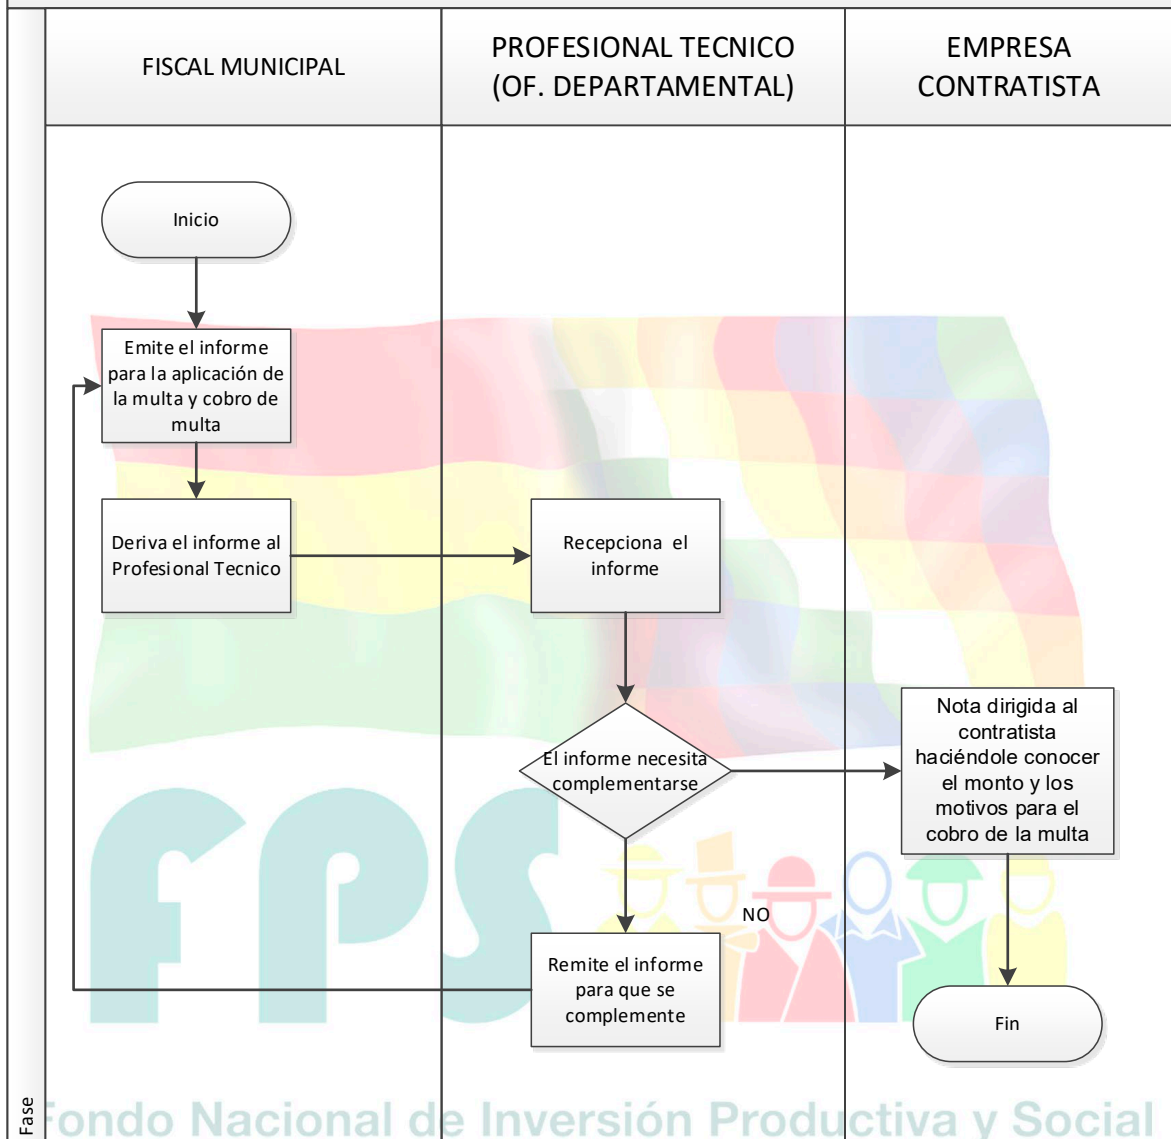 FISCAL MUNICIPAL
PROFESIONAL TECNICO
(OF. DEPARTAMENTAL)
EMPRESA
CONTRATISTA
Inicio
Emite el informe
para la aplicación de
la multa y cobro de
multa
Deriva el informe al
Profesional Tecnico
Recepciona el
informe
El informe necesita
complementarse
Nota dirigida al
contratista
haciéndole conocer
el monto y los
motivos para el
cobro de la multa
NO
Remite el informe
para que se
complemente
Fin
Fase
FPS
Fondo Nacional de Inversión Productiva y Social